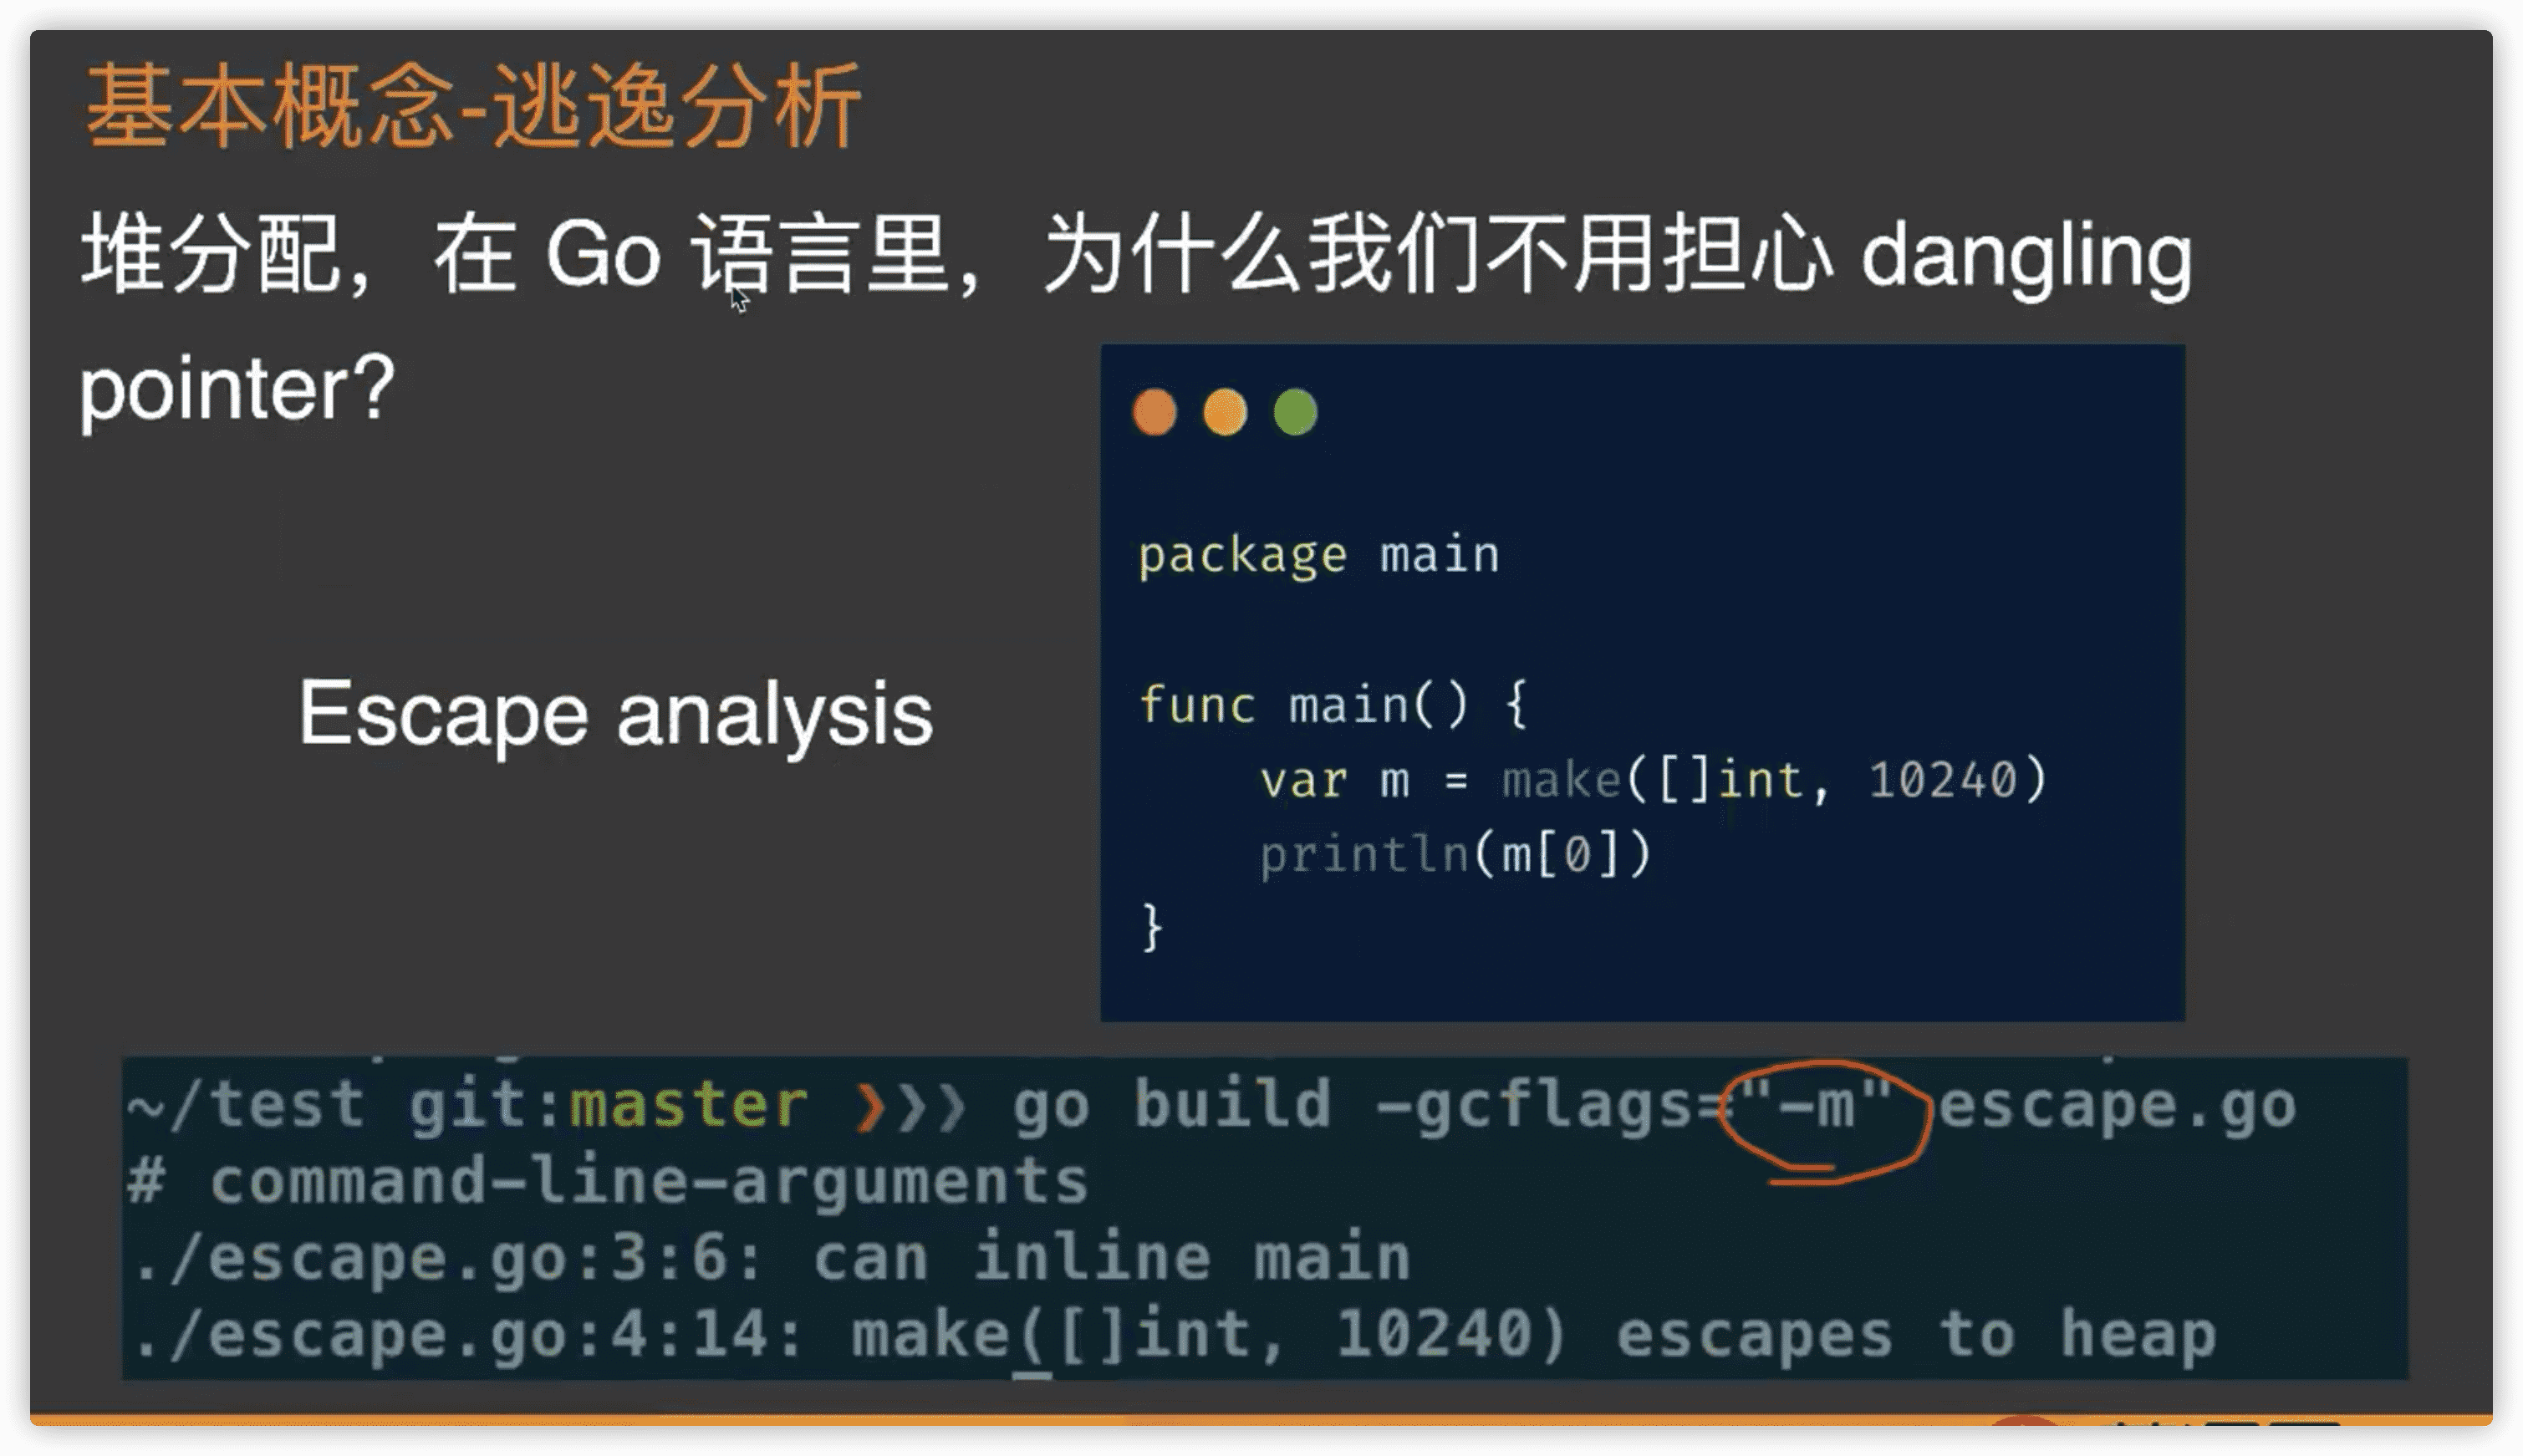 基本概念-逃逸分析
堆分配，在 Go 语言里，为什么我们不用担心 dangling
pointer?
Escape analysis
package main
func main() {
    var m = make([]int, 10240)
    println(m[0])
}
~/test git:master ❯❯❯ go build -gcflags="-m" escape.go
# command-line-arguments
./escape.go:3:6: can inline main
./escape.go:4:14: make([]int, 10240) escapes to heap